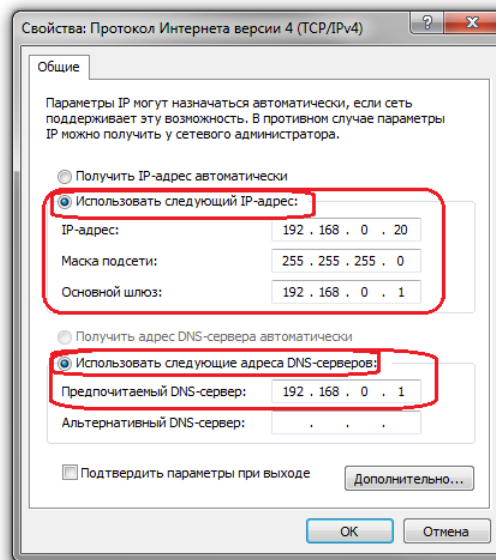 Свойства: Протокол Интернета версии 4 (TCP/IPv4)
Общие
Параметры IP могут назначаться автоматически, если сеть
поддерживает эту возможность. В противном случае параметры
IP можно получить у сетевого администратора.
Получить IP-адрес автоматически
Использовать следующий IP-адрес:
IP-адрес: 192 . 168 . 0 . 20
Маска подсети: 255 . 255 . 255 . 0
Основной шлюз: 192 . 168 . 0 . 1
Получить адрес DNS-сервера автоматически
Использовать следующие адреса DNS-серверов:
Предпочитаемый DNS-сервер: 192 . 168 . 0 . 1
Альтернативный DNS-сервер: . . .
Подтвердить параметры при выходе
Дополнительно...
ОК Отмена